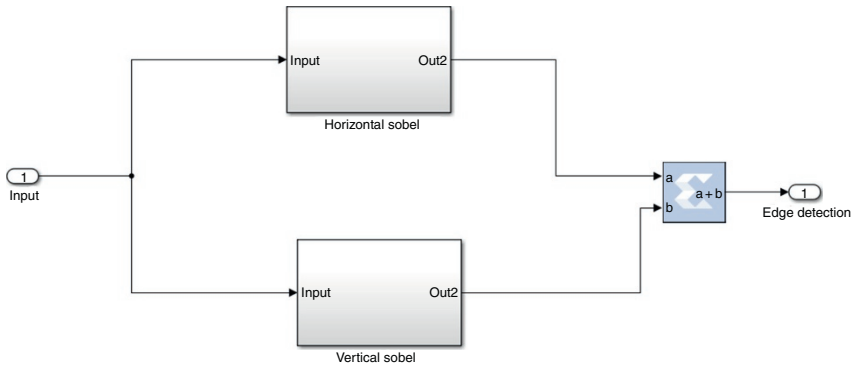 Input
Out2
Horizontal sobel
1
Input
a
b
a + b
1
Edge detection
Input
Out2
Vertical sobel